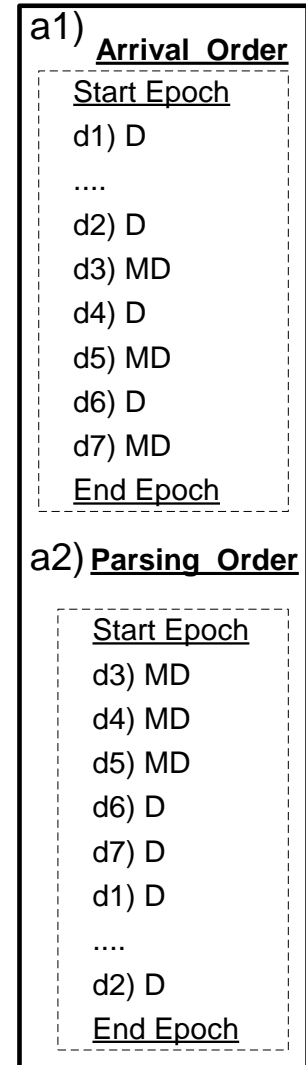 a1)
Arrival Order
Start Epoch
d1) D
....
d2) D
d3) MD
d4) D
d5) MD
d6) D
d7) MD
End Epoch
a2) Parsing Order
Start Epoch
d3) MD
d4) MD
d5) MD
d6) D
d7) D
d1) D
....
d2) D
End Epoch